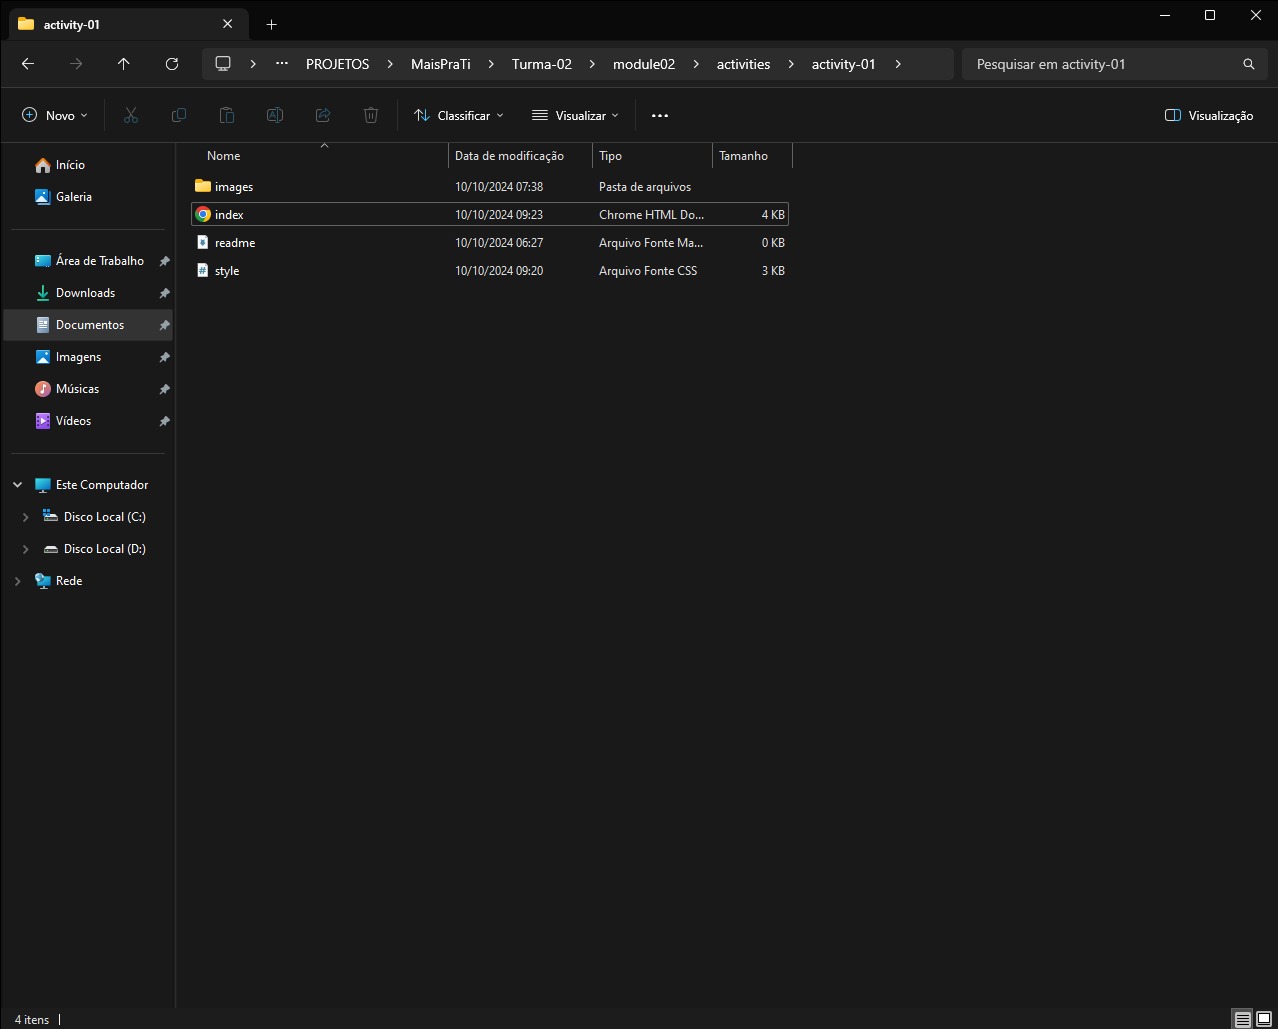 activity-01
PROJETOS MaisPraTi Turma-02 module02 activities activity-01
Pesquisar em activity-01
Novo Classificar Visualizar Visualização
Início
Galeria
Área de Trabalho
Downloads
Documentos
Imagens
Músicas
Vídeos
Este Computador
Disco Local (C:)
Disco Local (D:)
Rede
Nome Data de modificação Tipo Tamanho
images 10/10/2024 07:38 Pasta de arquivos
index 10/10/2024 09:23 Chrome HTML Do... 4 KB
readme 10/10/2024 06:27 Arquivo Fonte Ma... 0 KB
style 10/10/2024 09:20 Arquivo Fonte CSS 3 KB
4 itens